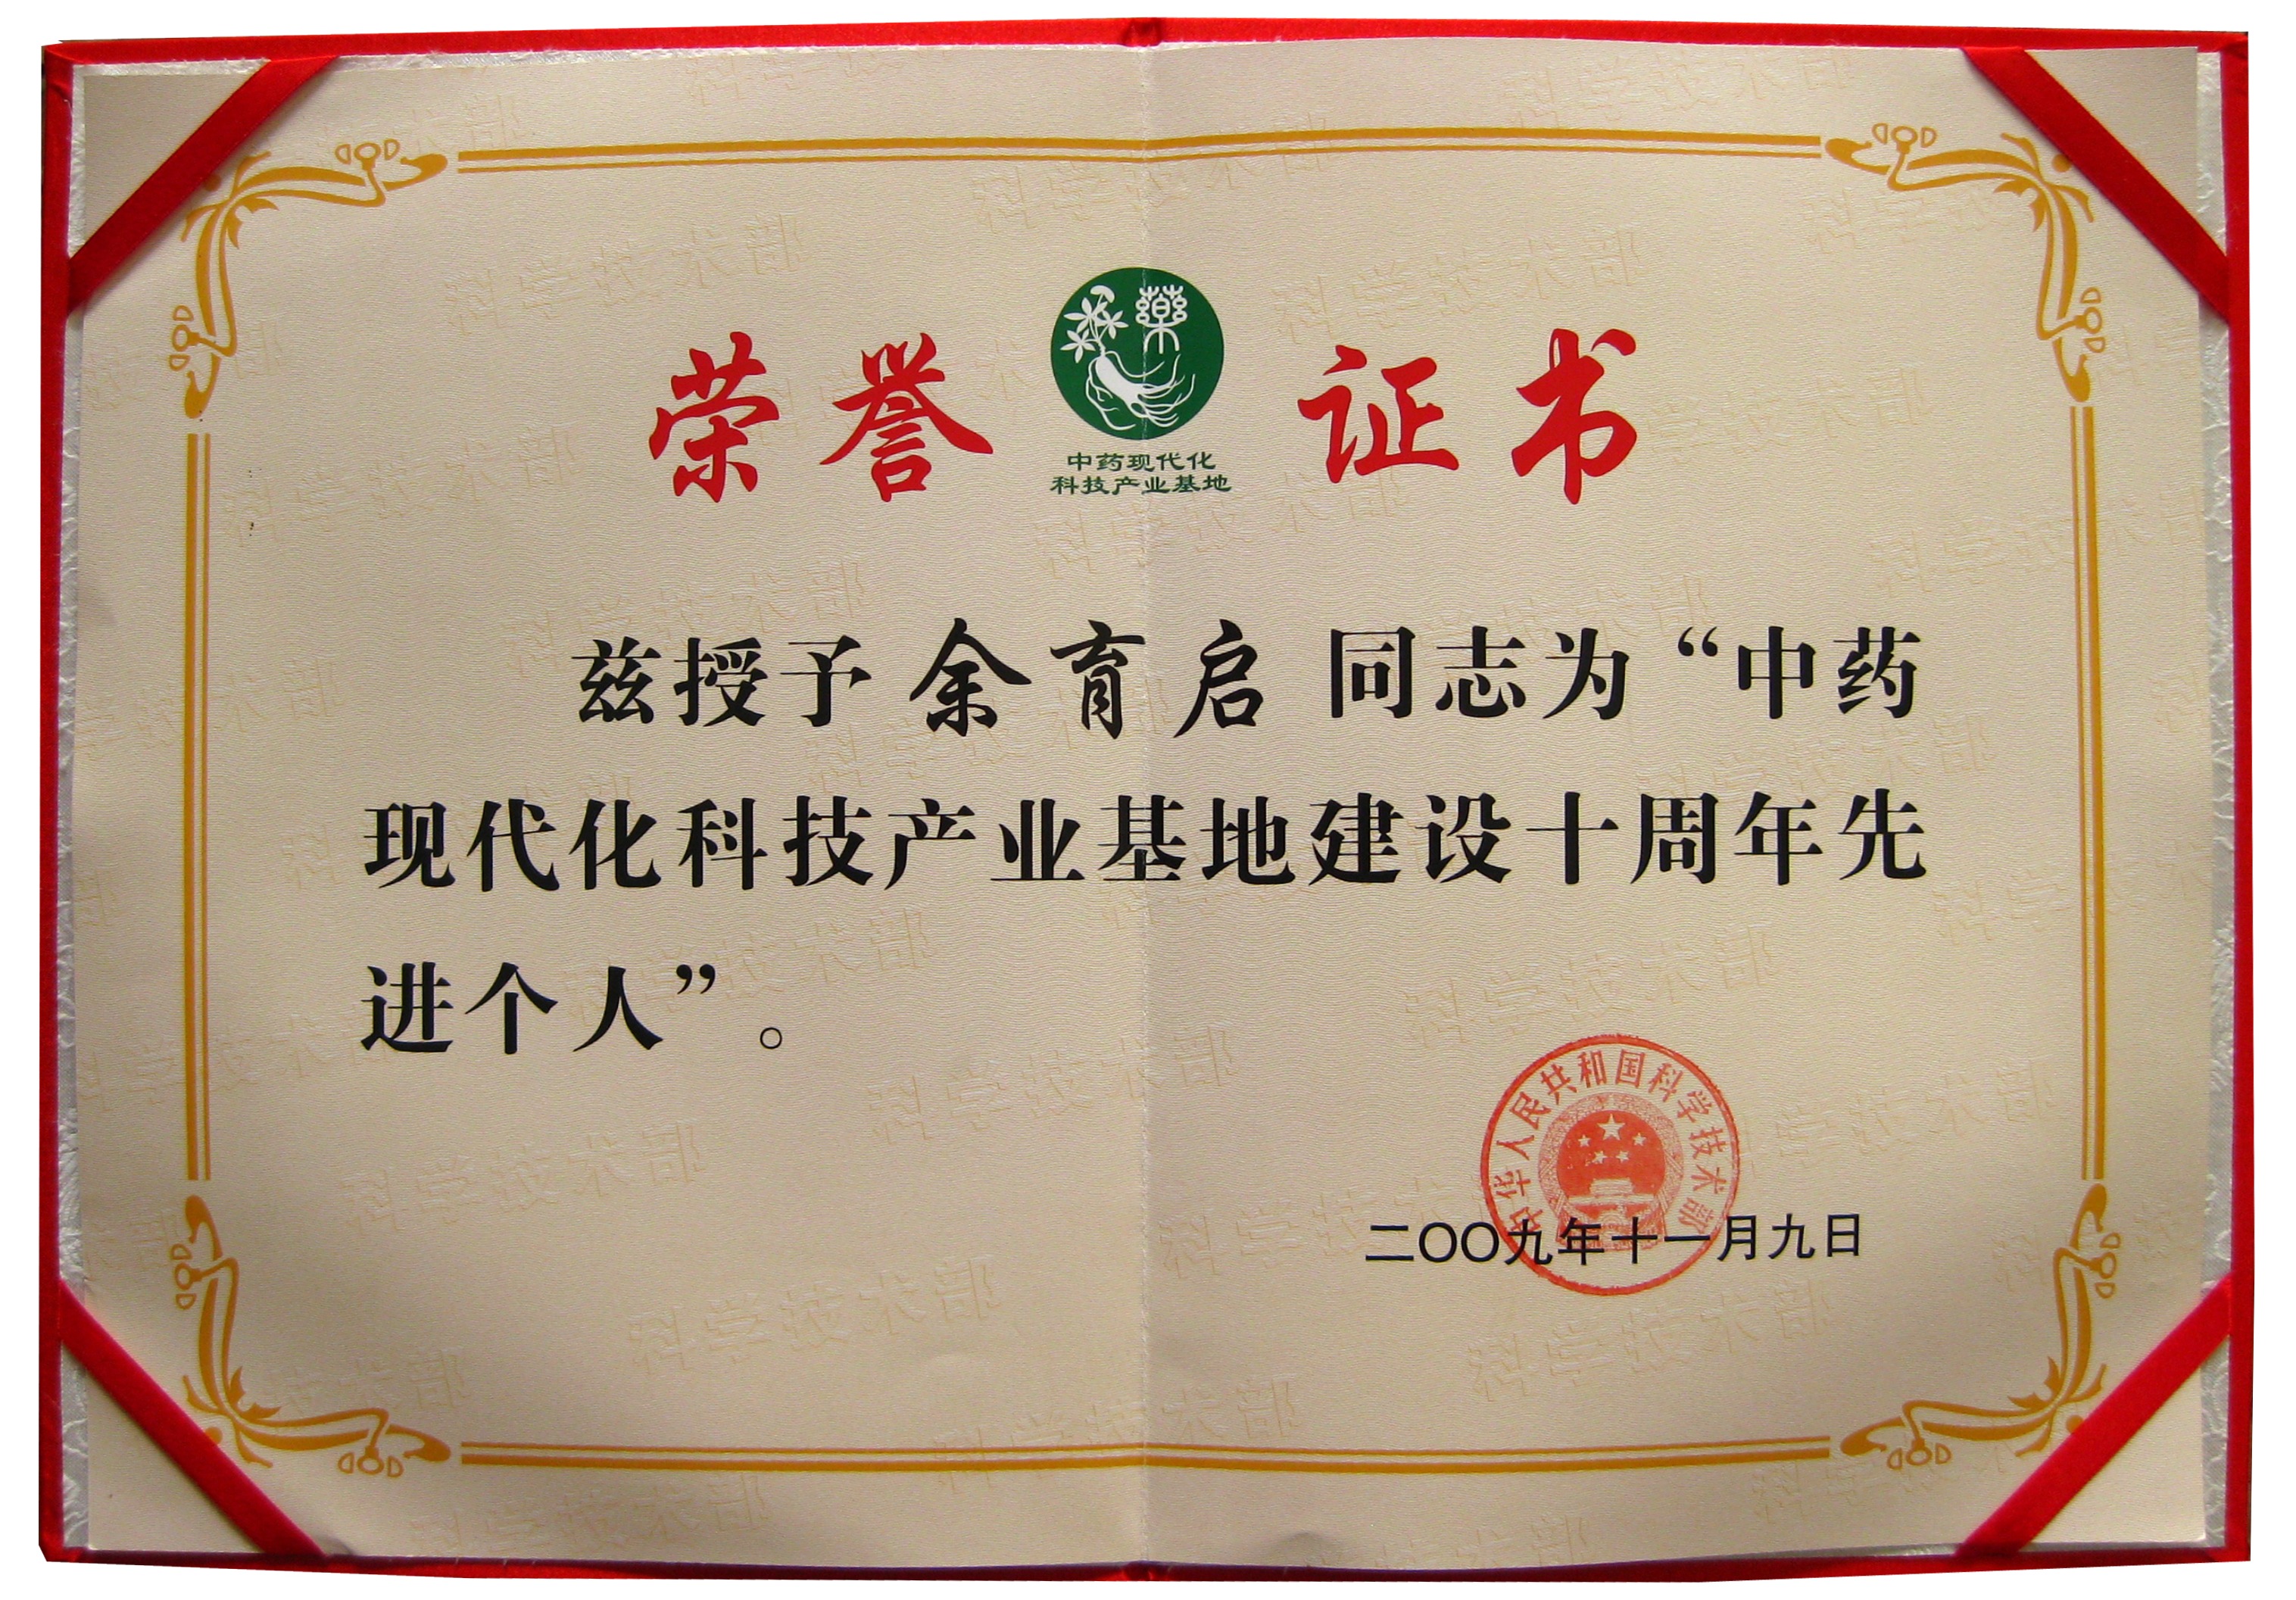 荣誉证书
藥
中药现代化
科技产业基地
兹授予 余育启 同志为“中药
现代化科技产业基地建设十周年先
进个人”。
中华人民共和国科学技术部
二〇〇九年十一月九日